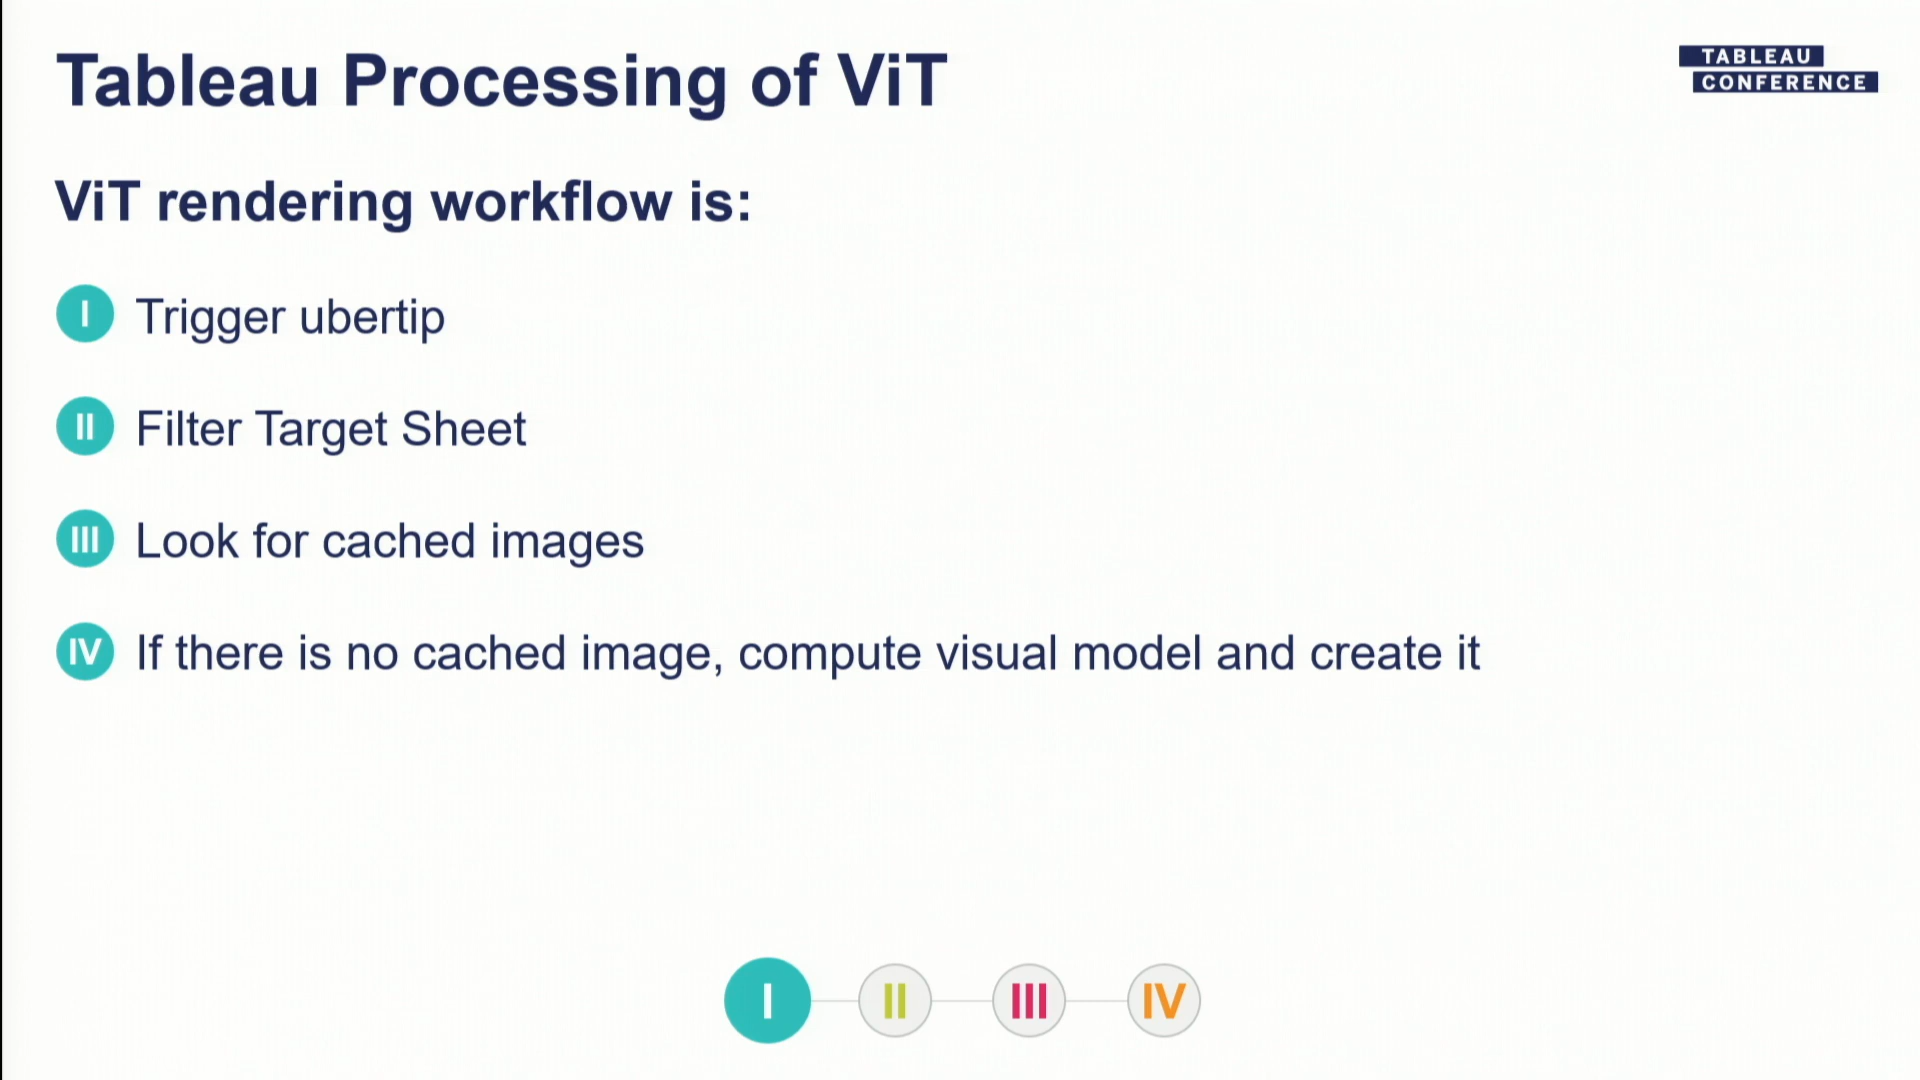 Tableau Processing of ViT
TABLEAU
CONFERENCE
ViT rendering workflow is:
I Trigger ubertip
II Filter Target Sheet
III Look for cached images
IV If there is no cached image, compute visual model and create it
I II III IV